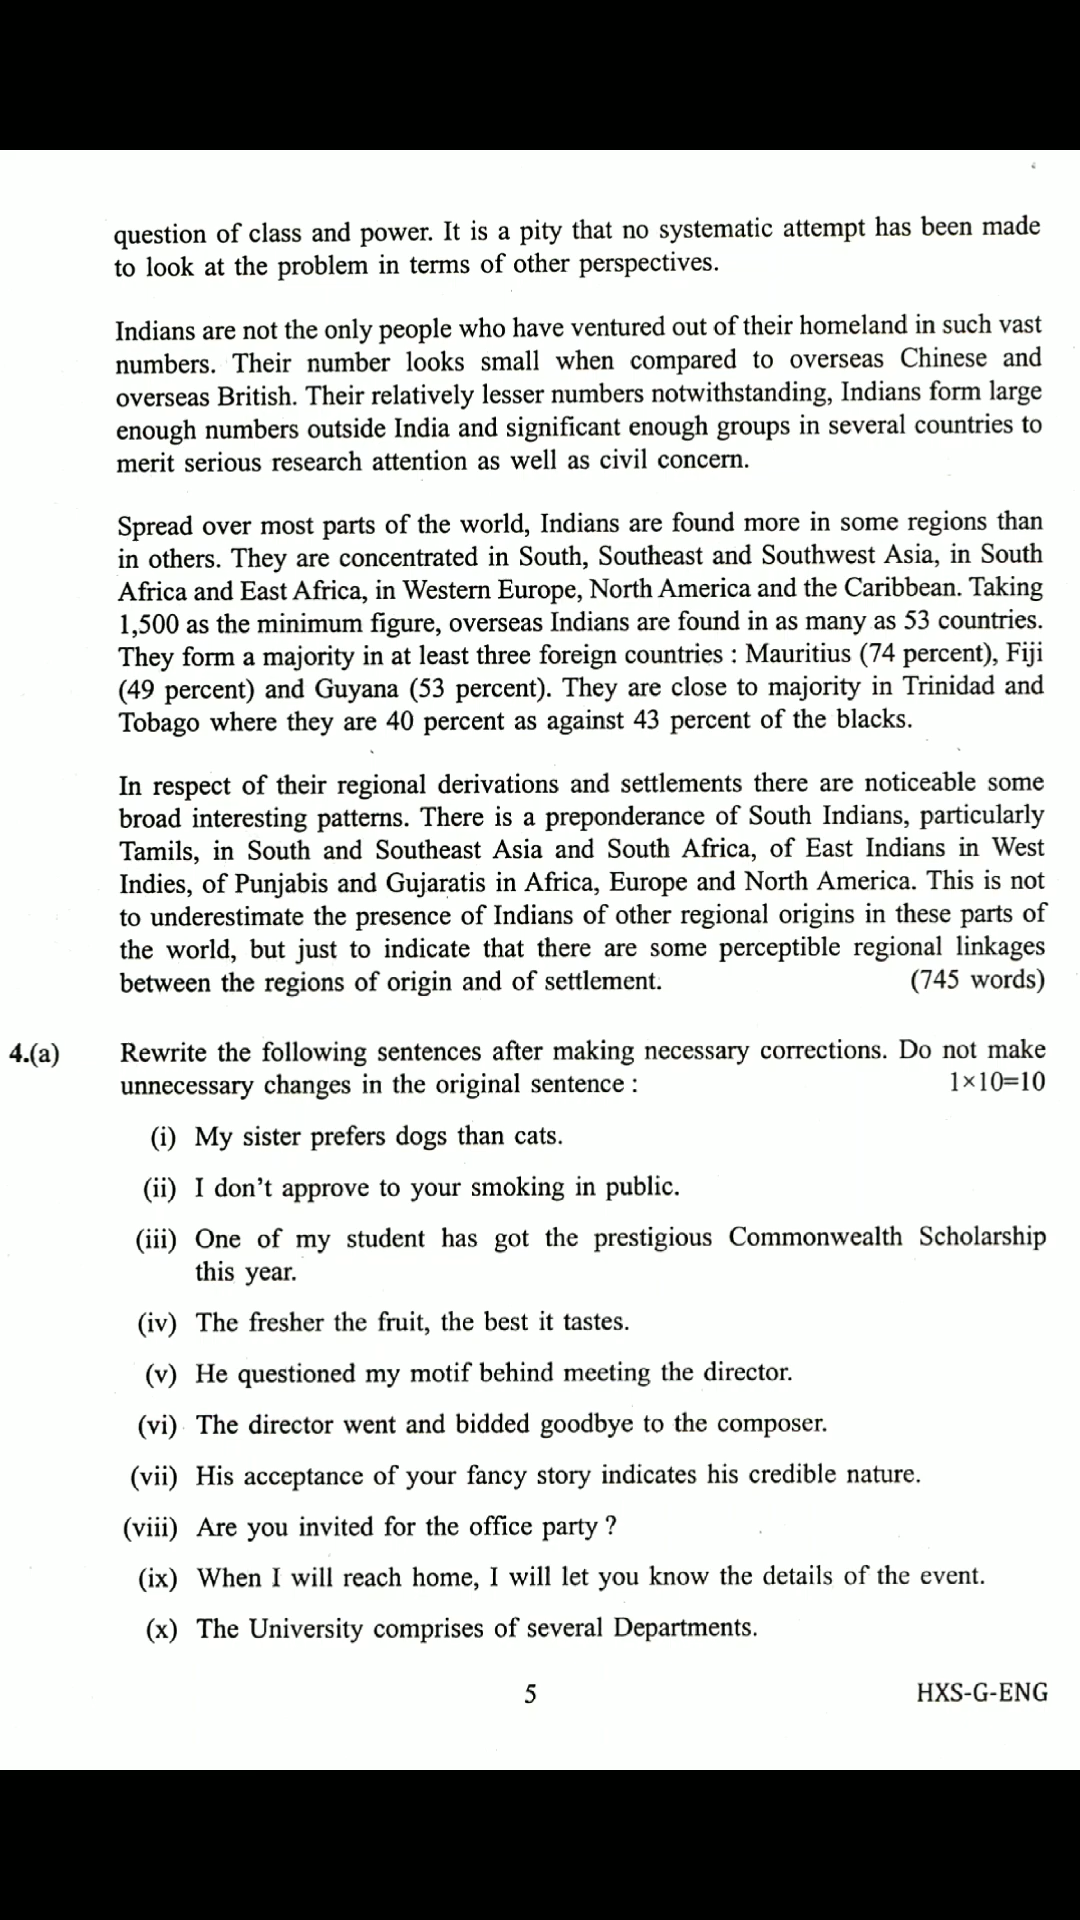 question of class and power. It is a pity that no systematic attempt has been made
to look at the problem in terms of other perspectives.
Indians are not the only people who have ventured out of their homeland in such vast
numbers. Their number looks small when compared to overseas Chinese and
overseas British. Their relatively lesser numbers notwithstanding, Indians form large
enough numbers outside India and significant enough groups in several countries to
merit serious research attention as well as civil concern.
Spread over most parts of the world, Indians are found more in some regions than
in others. They are concentrated in South, Southeast and Southwest Asia, in South
Africa and East Africa, in Western Europe, North America and the Caribbean. Taking
1,500 as the minimum figure, overseas Indians are found in as many as 53 countries.
They form a majority in at least three foreign countries : Mauritius (74 percent), Fiji
(49 percent) and Guyana (53 percent). They are close to majority in Trinidad and
Tobago where they are 40 percent as against 43 percent of the blacks.
In respect of their regional derivations and settlements there are noticeable some
broad interesting patterns. There is a preponderance of South Indians, particularly
Tamils, in South and Southeast Asia and South Africa, of East Indians in West
Indies, of Punjabis and Gujaratis in Africa, Europe and North America. This is not
to underestimate the presence of Indians of other regional origins in these parts of
the world, but just to indicate that there are some perceptible regional linkages
between the regions of origin and of settlement. (745 words)
4.(a) Rewrite the following sentences after making necessary corrections. Do not make
unnecessary changes in the original sentence : 1×10=10
(i) My sister prefers dogs than cats.
(ii) I don't approve to your smoking in public.
(iii) One of my student has got the prestigious Commonwealth Scholarship
this year.
(iv) The fresher the fruit, the best it tastes.
(v) He questioned my motif behind meeting the director.
(vi) The director went and bidded goodbye to the composer.
(vii) His acceptance of your fancy story indicates his credible nature.
(viii) Are you invited for the office party ?
(ix) When I will reach home, I will let you know the details of the event.
(x) The University comprises of several Departments.
5 HXS-G-ENG